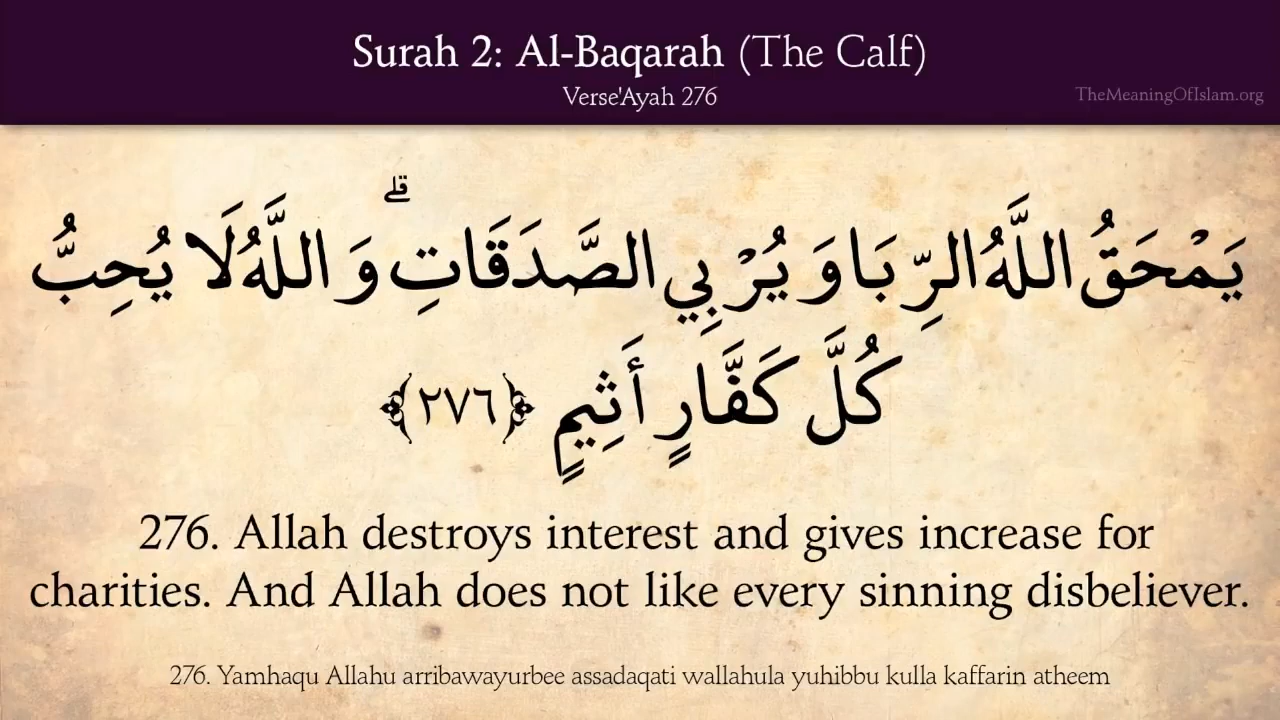 Surah 2: Al-Baqarah (The Calf)
Verse'Ayah 276
TheMeaningOfIslam.org
يَمْحَقُ اللَّهُ الرِّبَا وَيُرْبِي الصَّدَقَاتِ ۗ وَاللَّهُ لَا يُحِبُّ
كُلَّ كَفَّارٍ أَثِيمٍ ﴿٢٧٦﴾
276. Allah destroys interest and gives increase for
charities. And Allah does not like every sinning disbeliever.
276. Yamhaqu Allahu arribawayurbee assadaqati wallahula yuhibbu kulla kaffarin atheem